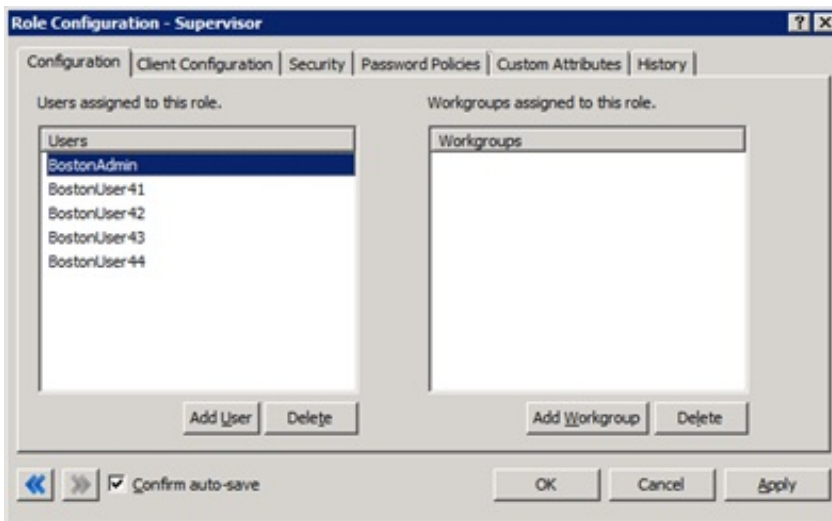 Role Configuration - Supervisor
Configuration
Client Configuration
Security
Password Policies
Custom Attributes
History
Users assigned to this role.
Workgroups assigned to this role.
Users
Workgroups
BostonAdmin
BostonUser41
BostonUser42
BostonUser43
BostonUser44
Add User
Delete
Add Workgroup
Delete
Confirm auto-save
OK
Cancel
Apply